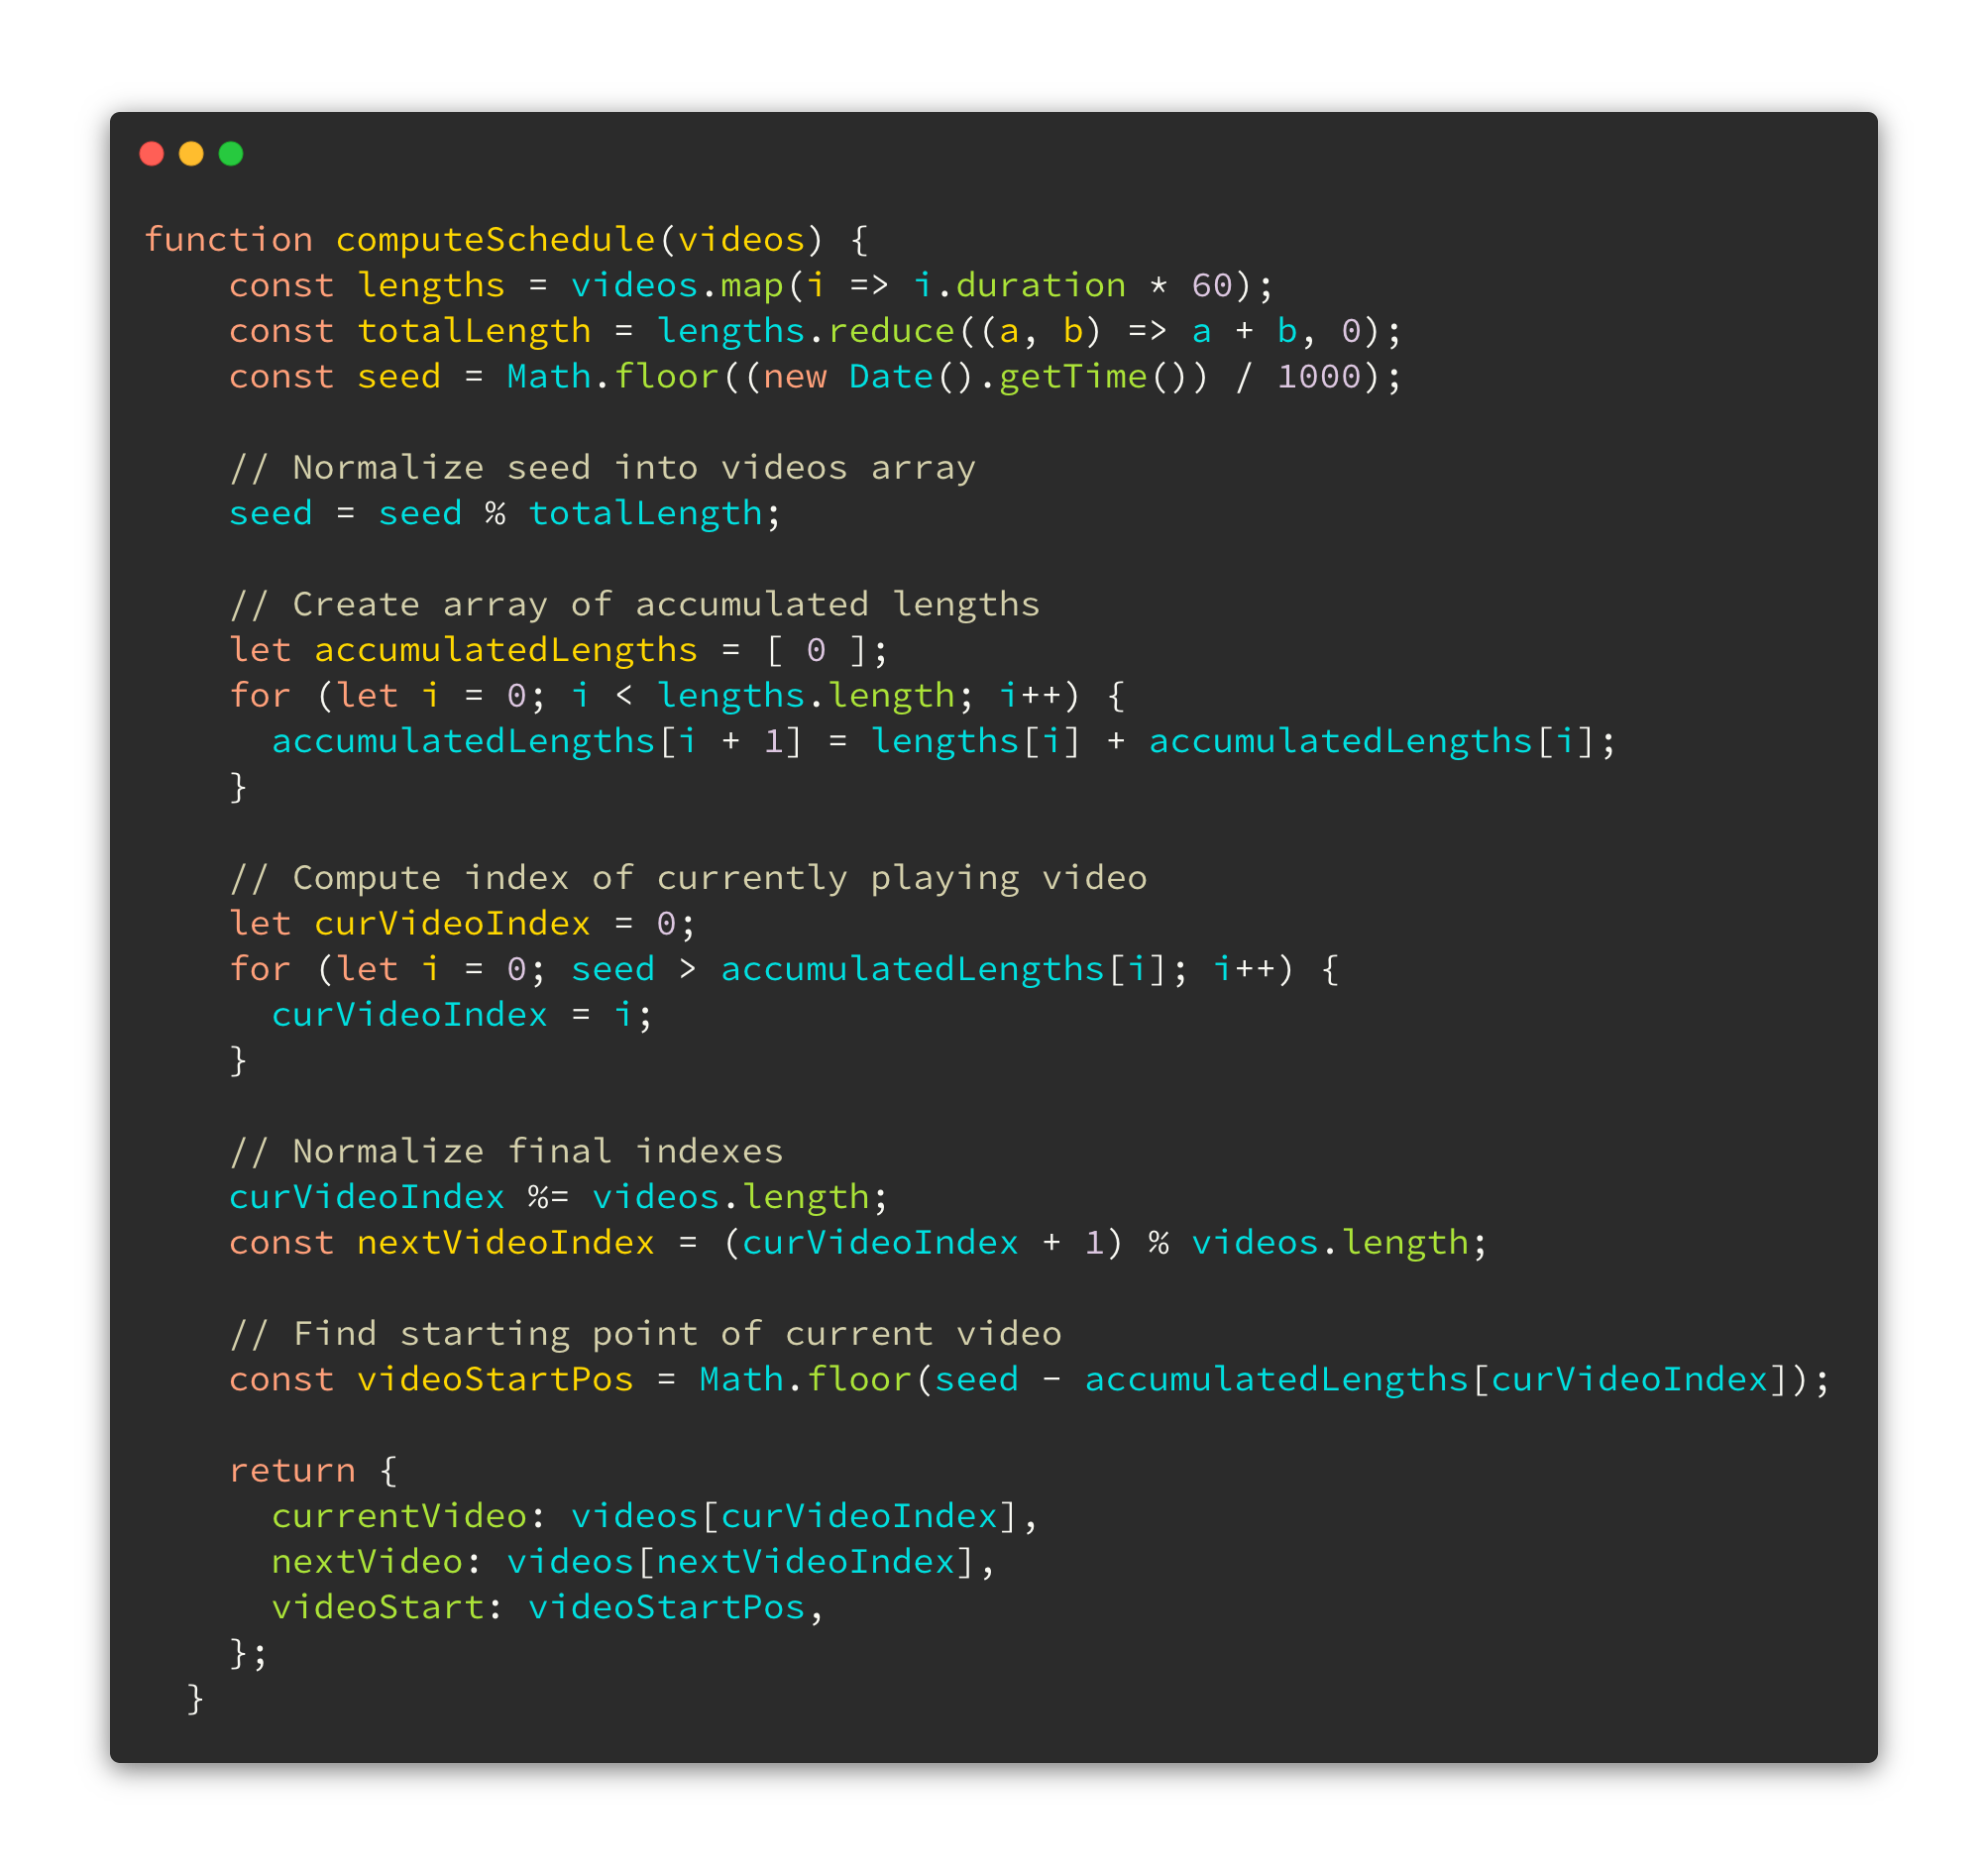 function computeSchedule(videos) {
    const lengths = videos.map(i => i.duration * 60);
    const totalLength = lengths.reduce((a, b) => a + b, 0);
    const seed = Math.floor((new Date().getTime()) / 1000);

    // Normalize seed into videos array
    seed = seed % totalLength;

    // Create array of accumulated lengths
    let accumulatedLengths = [ 0 ];
    for (let i = 0; i < lengths.length; i++) {
      accumulatedLengths[i + 1] = lengths[i] + accumulatedLengths[i];
    }

    // Compute index of currently playing video
    let curVideoIndex = 0;
    for (let i = 0; seed > accumulatedLengths[i]; i++) {
      curVideoIndex = i;
    }

    // Normalize final indexes
    curVideoIndex %= videos.length;
    const nextVideoIndex = (curVideoIndex + 1) % videos.length;

    // Find starting point of current video
    const videoStartPos = Math.floor(seed - accumulatedLengths[curVideoIndex]);

    return {
      currentVideo: videos[curVideoIndex],
      nextVideo: videos[nextVideoIndex],
      videoStart: videoStartPos,
    };
  }